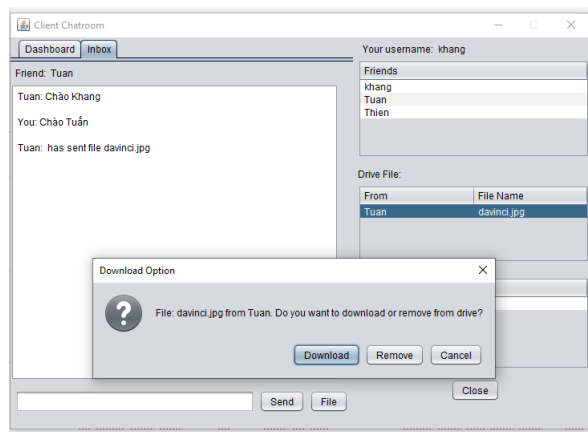 Client Chatroom
Dashboard
Inbox
Your username: khang
Friend: Tuan
Friends
khang
Tuan
Thien
Tuan: Chào Khang
You: Chào Tuấn
Tuan: has sent file davinci.jpg
Drive File:
From
File Name
Tuan
davinci.jpg
Download Option
File: davinci.jpg from Tuan. Do you want to download or remove from drive?
Download
Remove
Cancel
Close
Send
File